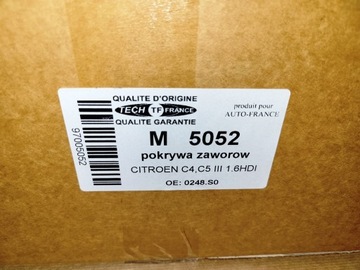 QUALITE D'ORIGINE
TECH TF FRANCE
QUALITE GARANTIE
produit pour
AUTO-FRANCE
97005052
M 5052
pokrywa zaworow
CITROEN C4,C5 III 1.6HDI
OE: 0248.S0